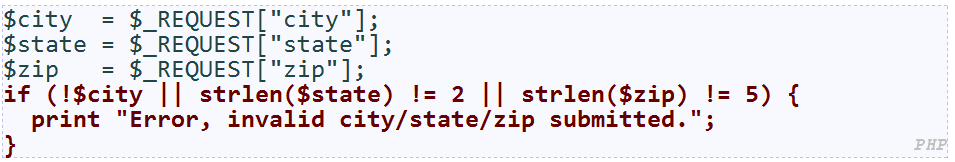 $city  = $_REQUEST["city"];
$state = $_REQUEST["state"];
$zip   = $_REQUEST["zip"];
if (!$city || strlen($state) != 2 || strlen($zip) != 5) {
  print "Error, invalid city/state/zip submitted.";
}
PHP